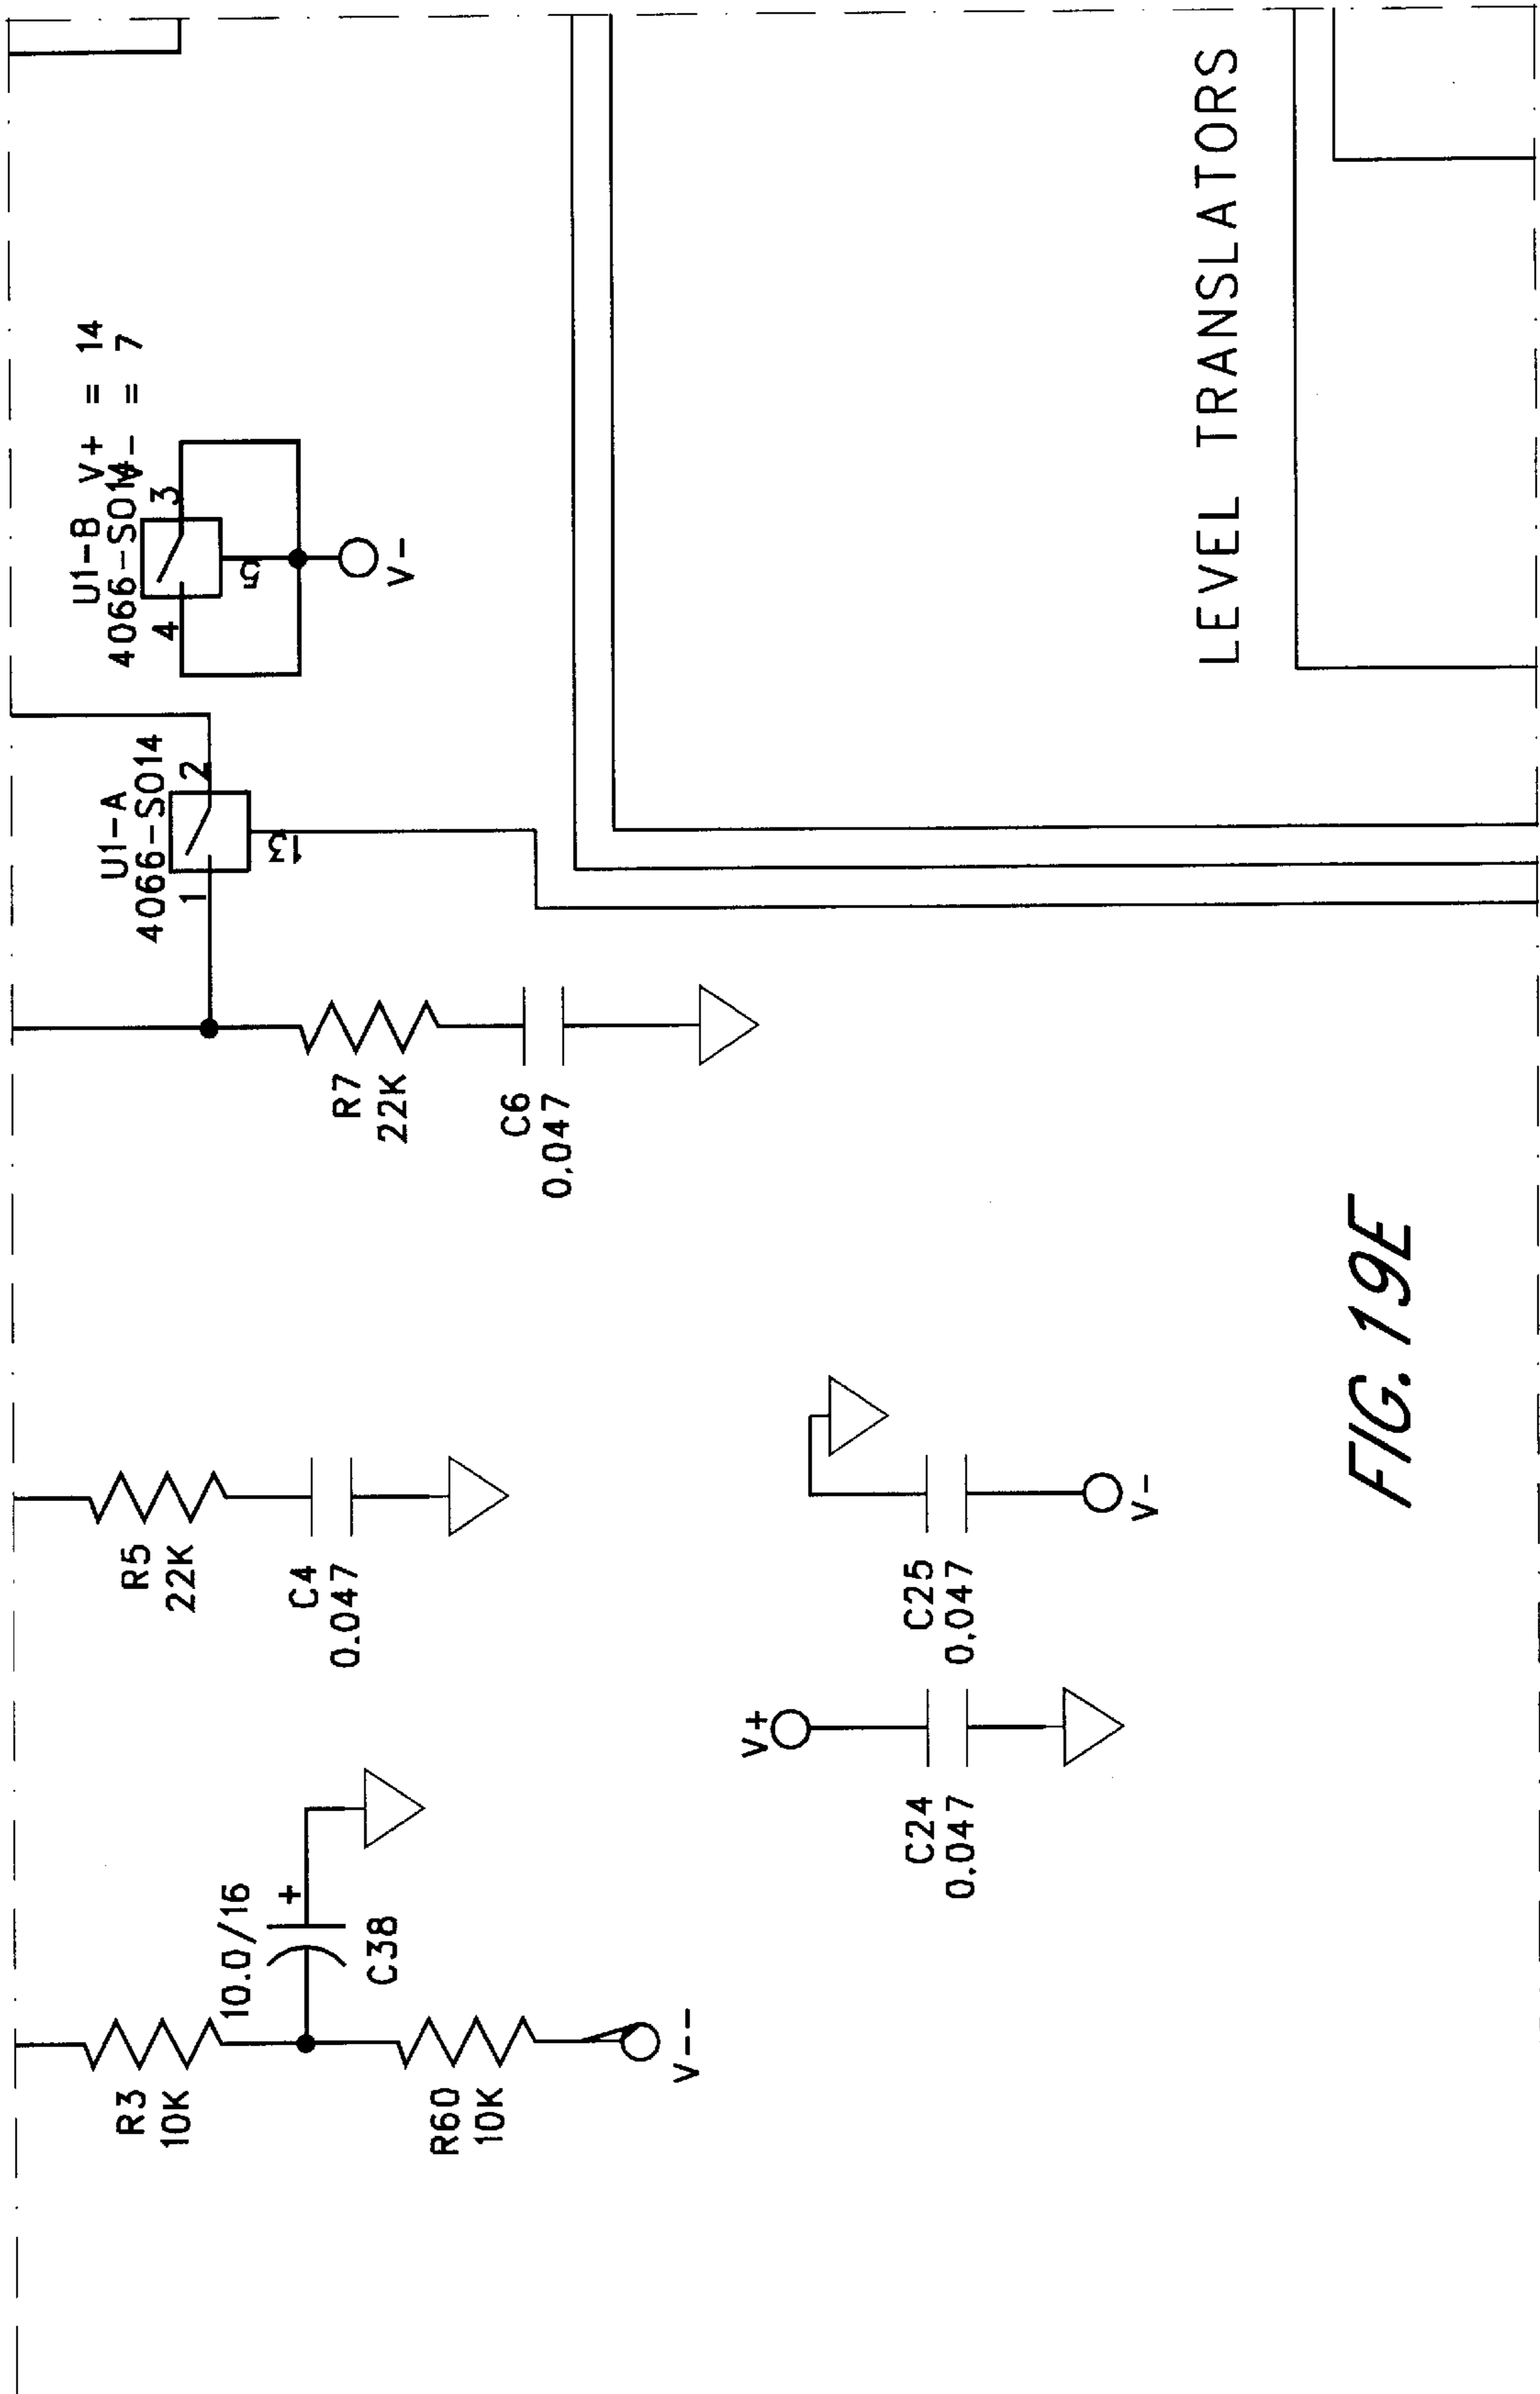 R3
10K
10.0/16
+
C38
R60
10K
V--
R5
22K
C4
0.047
V+
C24
0.047
C25
0.047
V-
R7
22K
C6
0.047
U1-A
4066-SO14
1
2
13
U1-B
4066-SO14
4
3
5
V+ = 14
V- = 7
V-
LEVEL TRANSLATORS
FIG. 19E